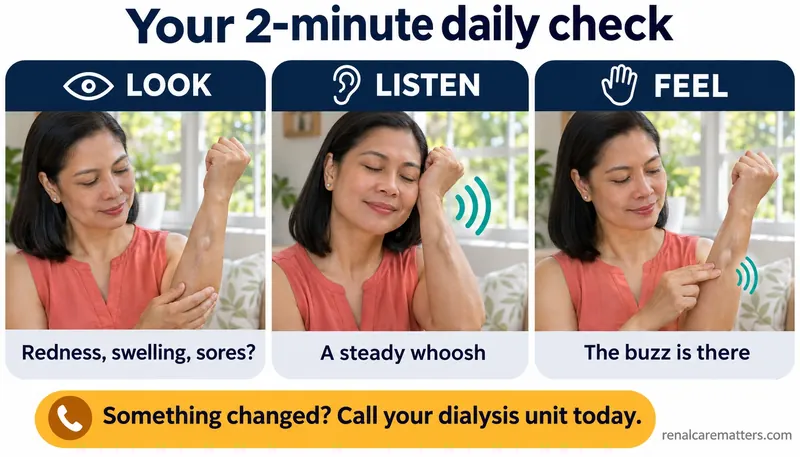 Your 2-minute daily check
LOOK
LISTEN
FEEL
Redness, swelling, sores?
A steady whoosh
The buzz is there
Something changed? Call your dialysis unit today.
renalcarematters.com